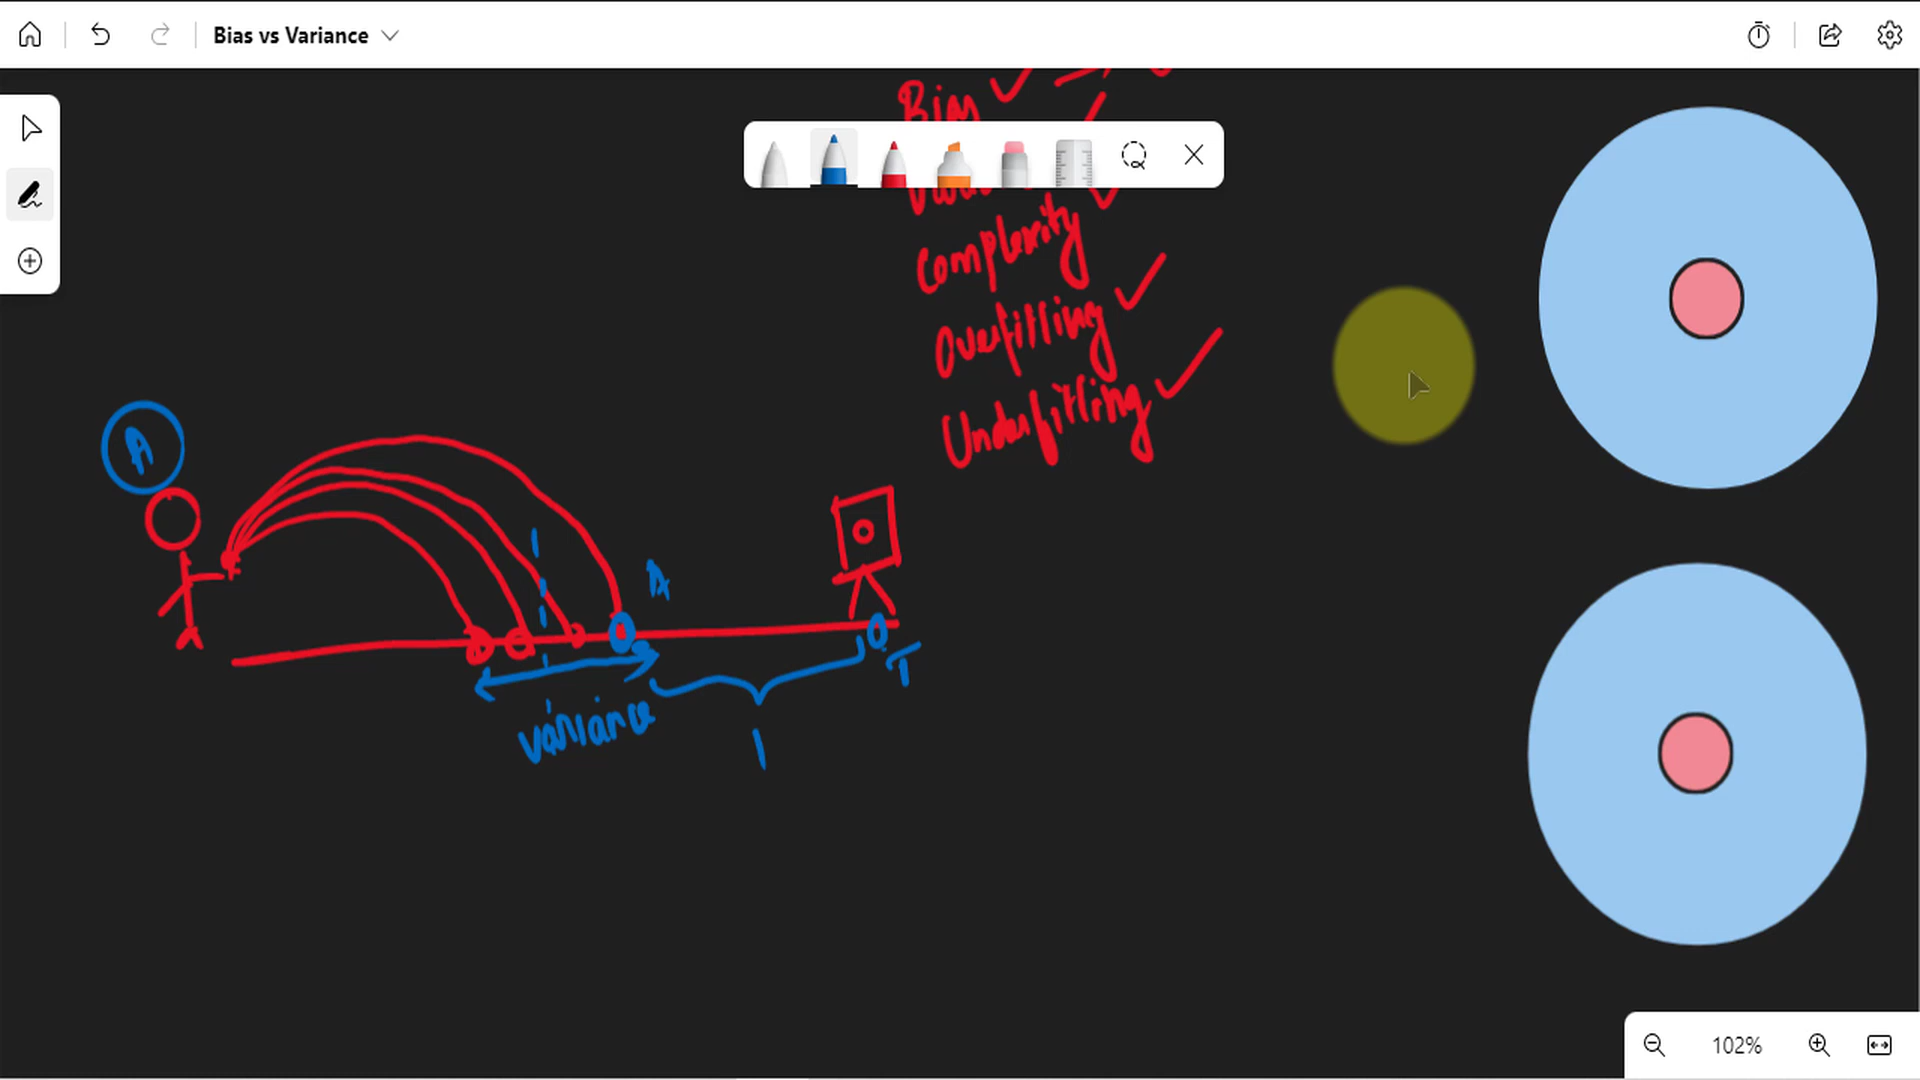 Bias vs Variance
Bias
Complexity
Overfitting
Underfitting
A
A
T
variance
102%